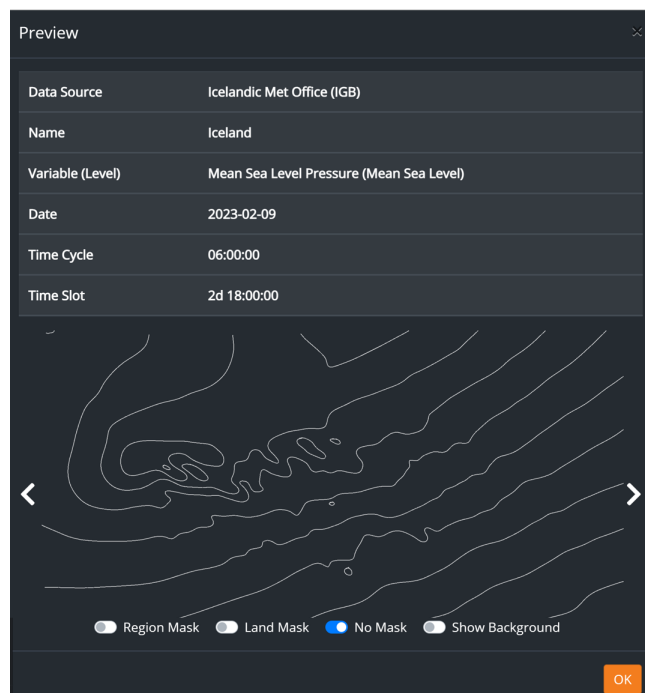 Preview
Data Source Icelandic Met Office (IGB)
Name Iceland
Variable (Level) Mean Sea Level Pressure (Mean Sea Level)
Date 2023-02-09
Time Cycle 06:00:00
Time Slot 2d 18:00:00
Region Mask Land Mask No Mask Show Background
OK